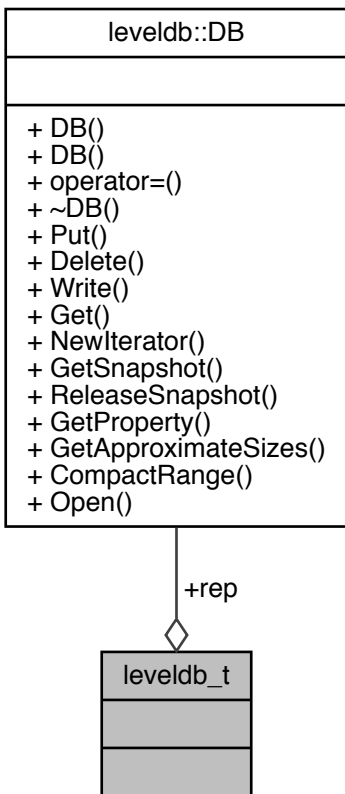 leveldb::DB
+ DB()
+ DB()
+ operator=()
+ ~DB()
+ Put()
+ Delete()
+ Write()
+ Get()
+ NewIterator()
+ GetSnapshot()
+ ReleaseSnapshot()
+ GetProperty()
+ GetApproximateSizes()
+ CompactRange()
+ Open()
+rep
leveldb_t